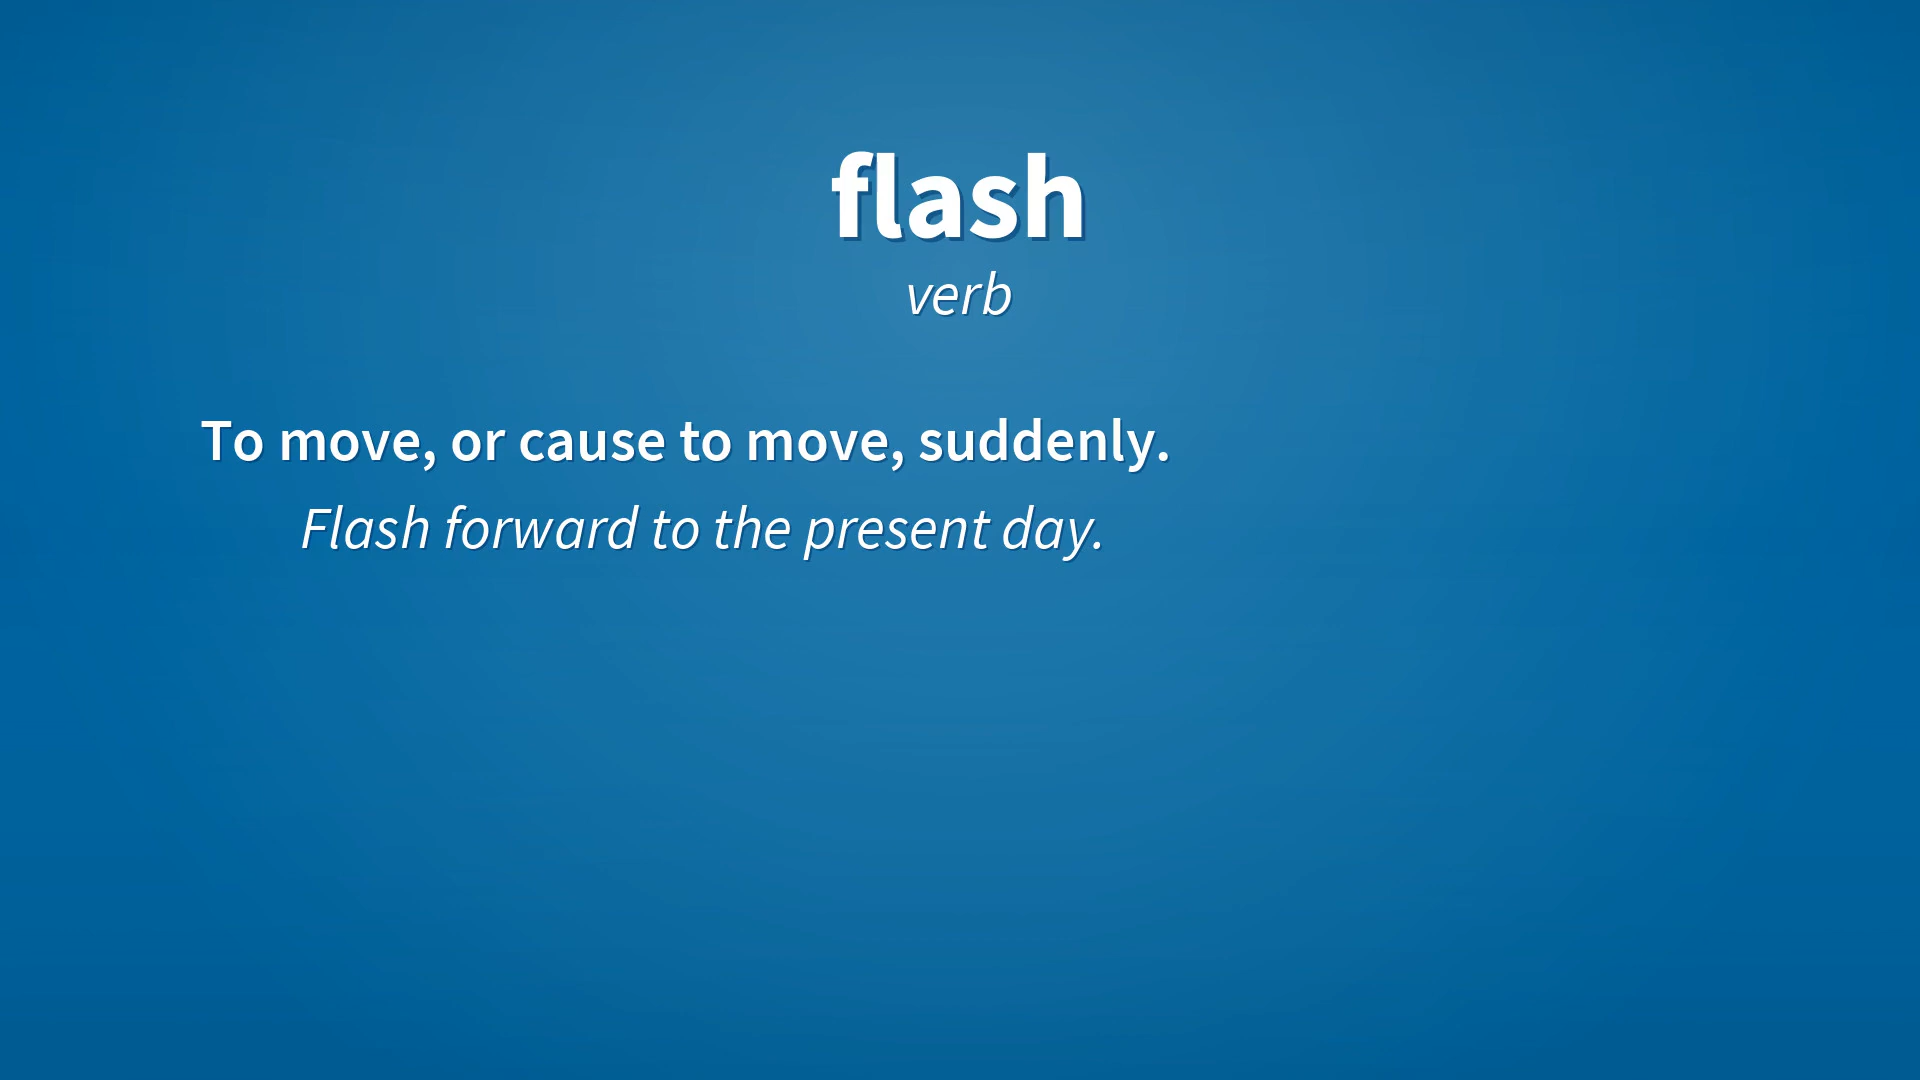 flash
verb
To move, or cause to move, suddenly.
Flash forward to the present day.